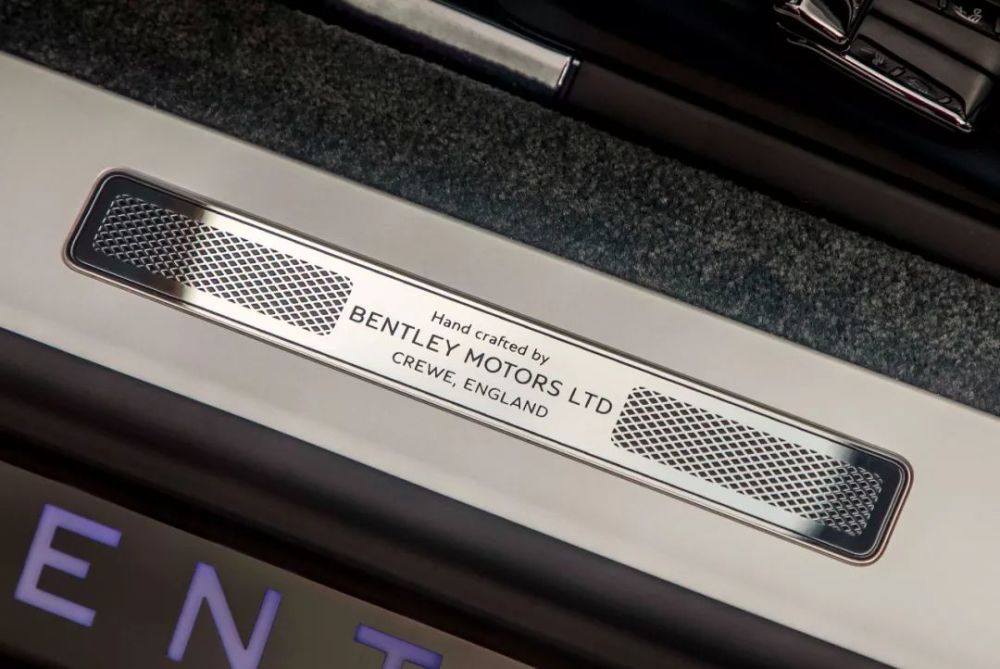 Hand crafted by
BENTLEY MOTORS LTD
CREWE, ENGLAND
ENT